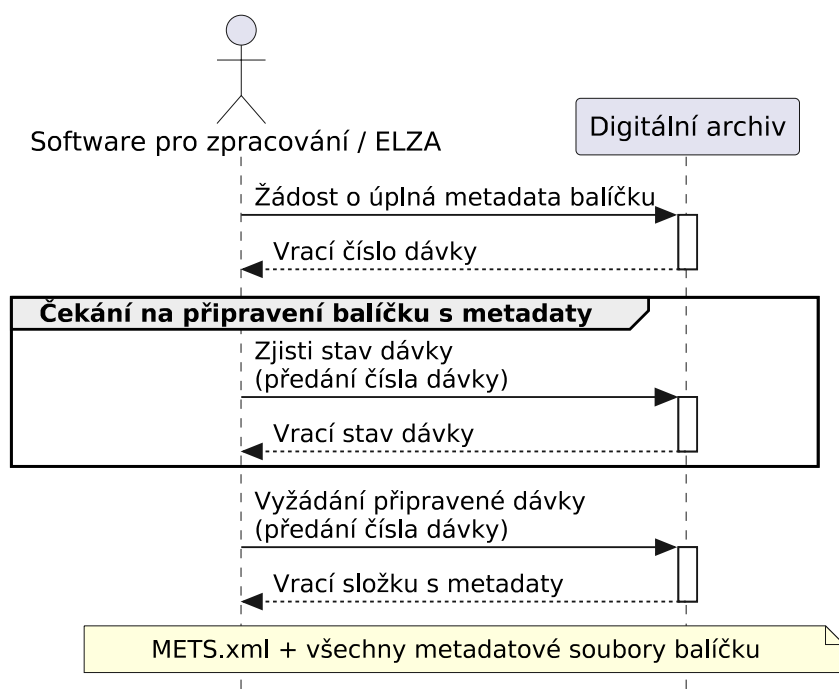 Software pro zpracování / ELZA
Digitální archiv
Žádost o úplná metadata balíčku
Vrací číslo dávky
Čekání na připravení balíčku s metadaty
Zjisti stav dávky
(předání čísla dávky)
Vrací stav dávky
Vyžádání připravené dávky
(předání čísla dávky)
Vrací složku s metadaty
METS.xml + všechny metadatové soubory balíčku